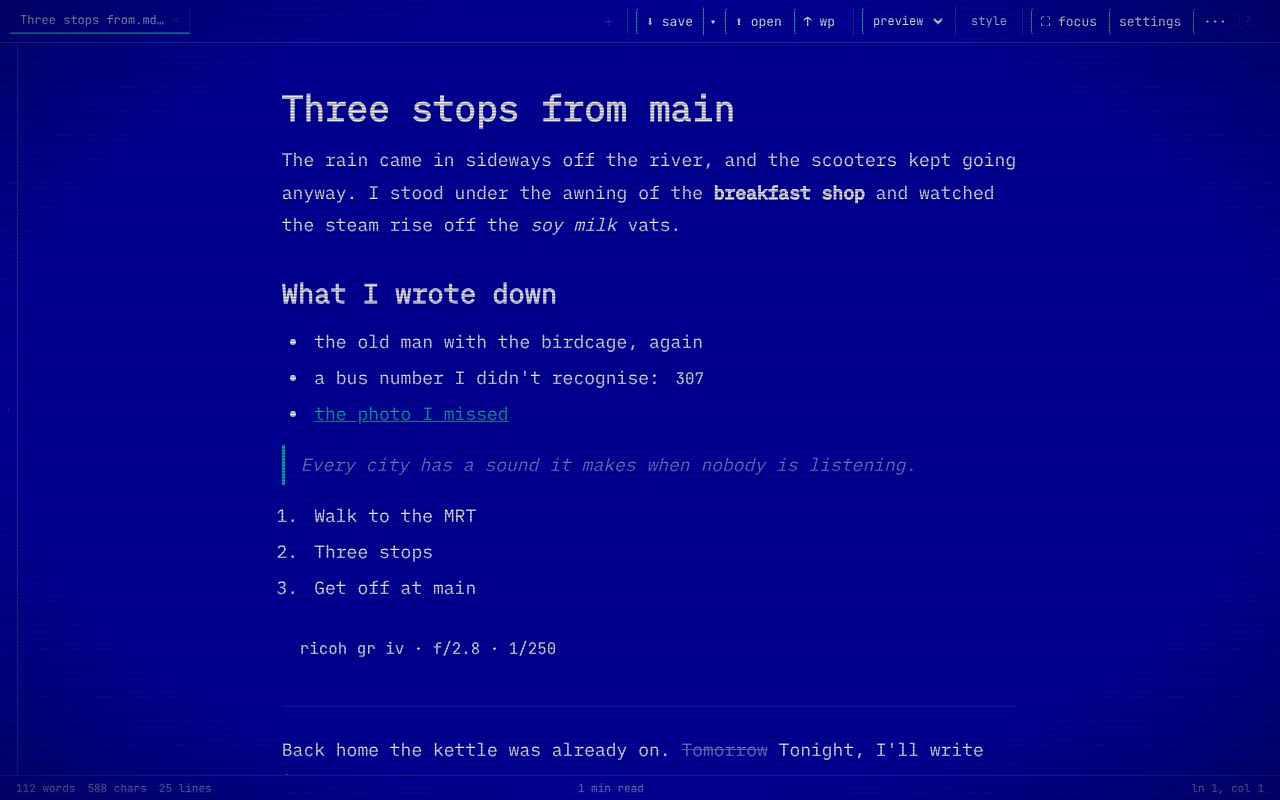 Three stops from.md…
+
⬇ save
▾
⬆ open
↑ wp
preview
style
⛶ focus
settings
···
?
Three stops from main
The rain came in sideways off the river, and the scooters kept going
anyway. I stood under the awning of the breakfast shop and watched
the steam rise off the soy milk vats.
What I wrote down
• the old man with the birdcage, again
• a bus number I didn't recognise: 307
• the photo I missed
Every city has a sound it makes when nobody is listening.
1. Walk to the MRT
2. Three stops
3. Get off at main
ricoh gr iv · f/2.8 · 1/250
Back home the kettle was already on. Tomorrow Tonight, I'll write
112 words 588 chars 25 lines
1 min read
ln 1, col 1